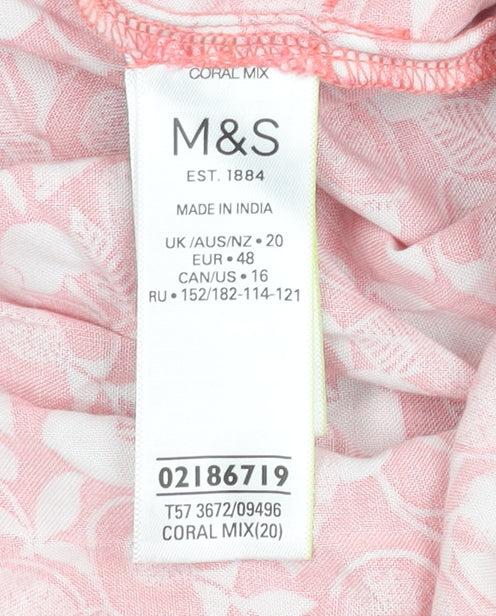 CORAL MIX
M&S
EST. 1884
MADE IN INDIA
UK /AUS/NZ • 20
EUR • 48
CAN/US • 16
RU • 152/182-114-121
02186719
T57 3672/09496
CORAL MIX(20)